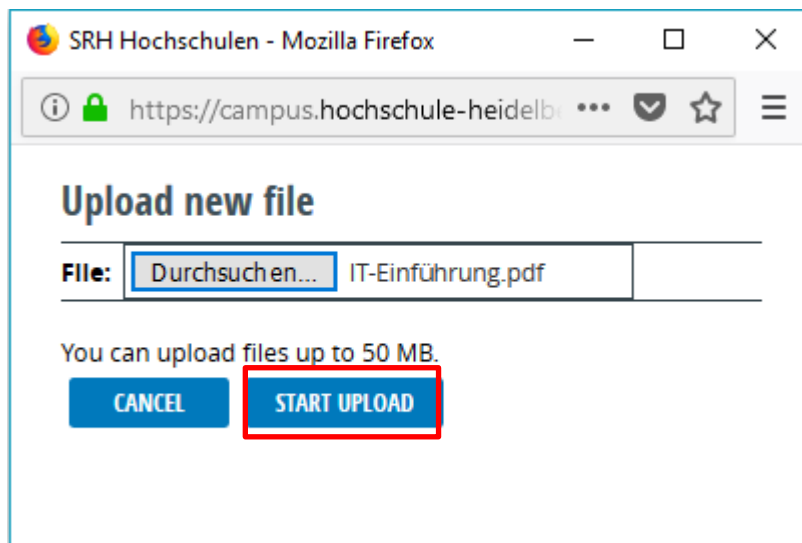 SRH Hochschulen - Mozilla Firefox
https://campus.hochschule-heidelb
Upload new file
File: Durchsuchen... IT-Einführung.pdf
You can upload files up to 50 MB.
CANCEL START UPLOAD